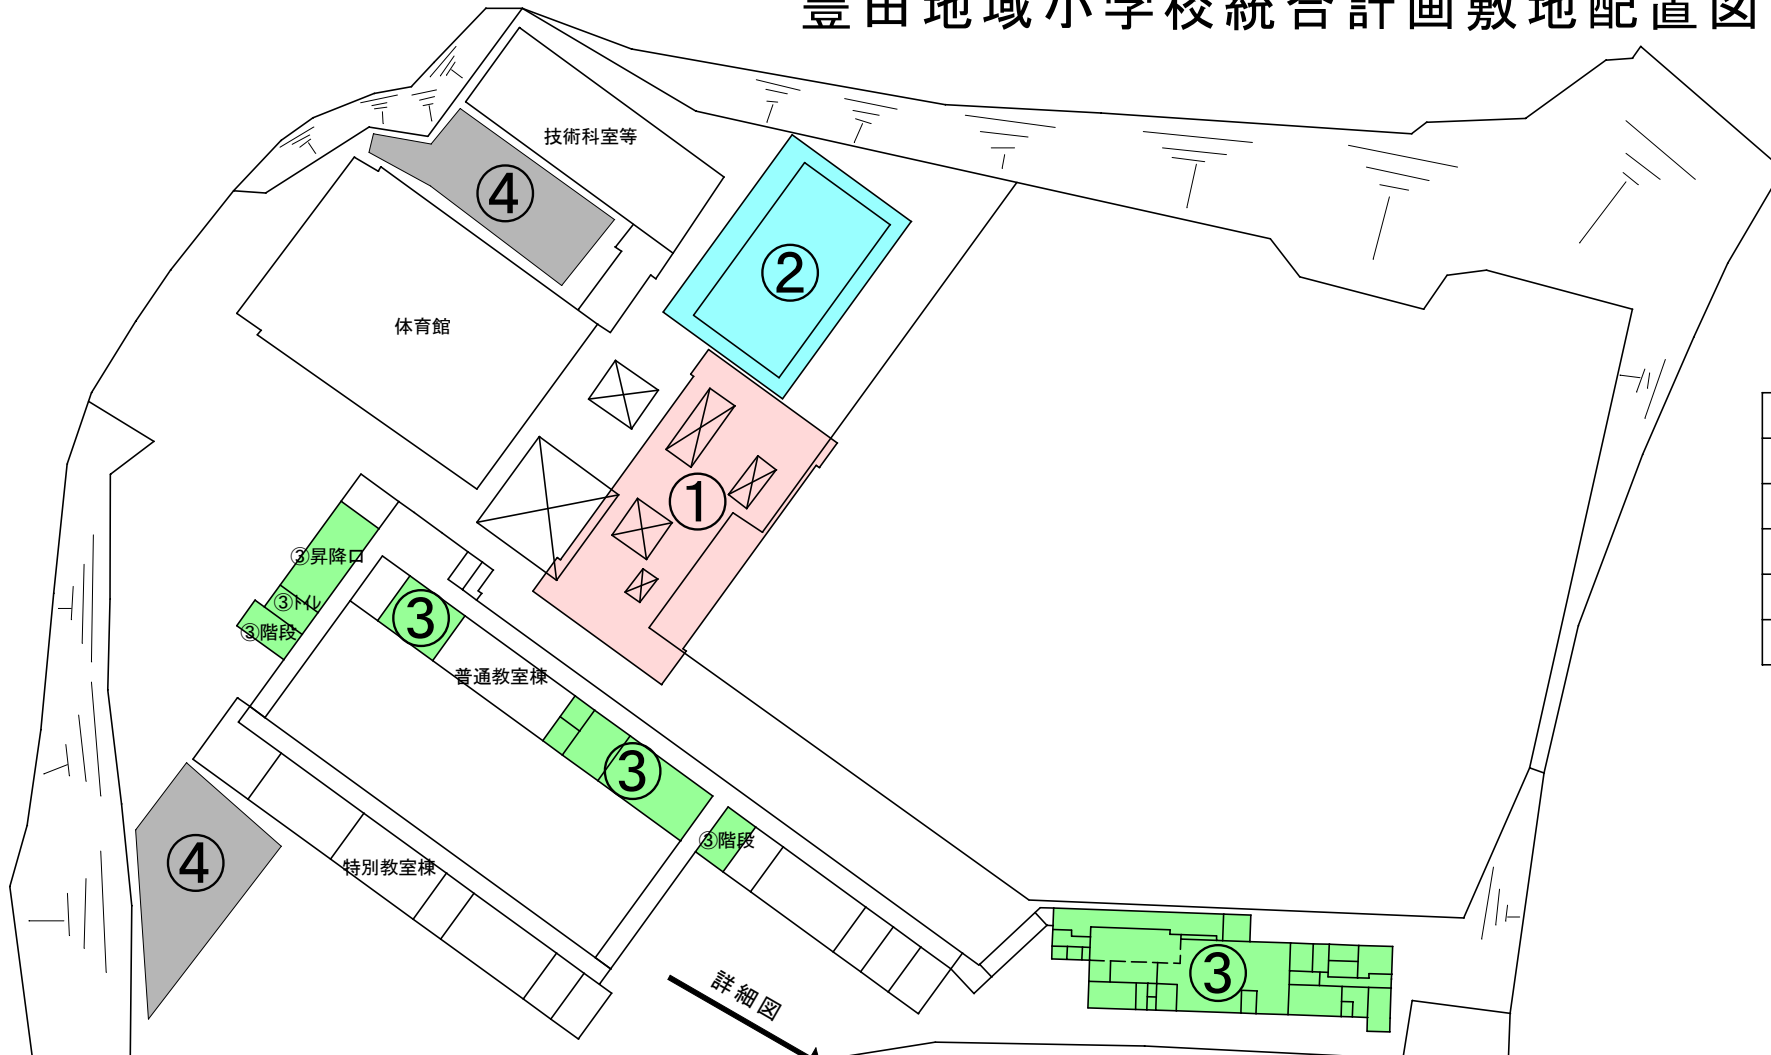 豊田地域小学校統合計画敷地配置図
技術科室等
④
②
体育館
①
③昇降口
③ﾄｲﾚ
③階段
③
普通教室棟
③
③階段
④
特別教室棟
③
詳細図